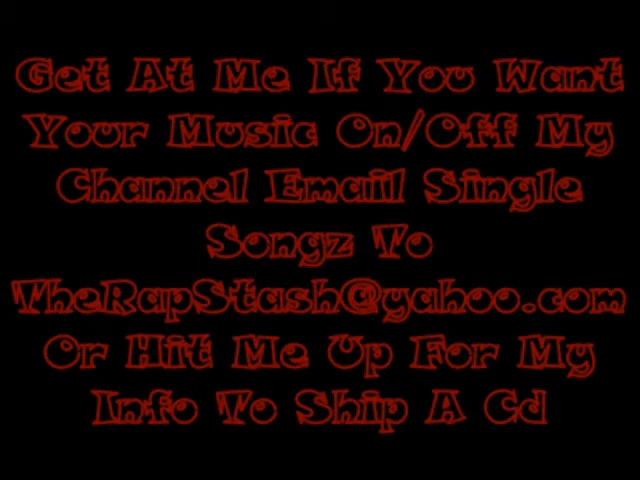 Get At Me If You Want
Your Music On/Off My
Channel Email Single
Songz To
TheRapStash@yahoo.com
Or Hit Me Up For My
Info To Ship A Cd